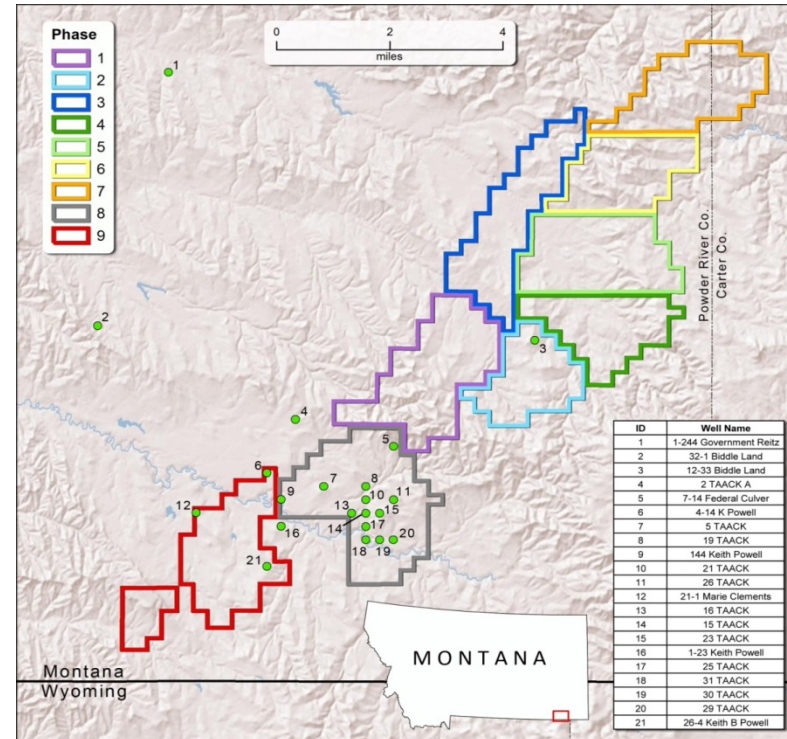 Phase
1
2
3
4
5
6
7
8
9
0 2 4
miles
1
2
3
4
5
6
7
8
9
10
11
12
13
15
14
16
17
18 19 20
21
Powder River Co.
Carter Co.
Montana
Wyoming
MONTANA
ID Well Name
1 1-244 Government Reitz
2 32-1 Biddle Land
3 12-33 Biddle Land
4 2 TAACK A
5 7-14 Federal Culver
6 4-14 K Powell
7 5 TAACK
8 19 TAACK
9 144 Keith Powell
10 21 TAACK
11 26 TAACK
12 21-1 Marie Clements
13 16 TAACK
14 15 TAACK
15 23 TAACK
16 1-23 Keith Powell
17 25 TAACK
18 31 TAACK
19 30 TAACK
20 29 TAACK
21 26-4 Keith B Powell